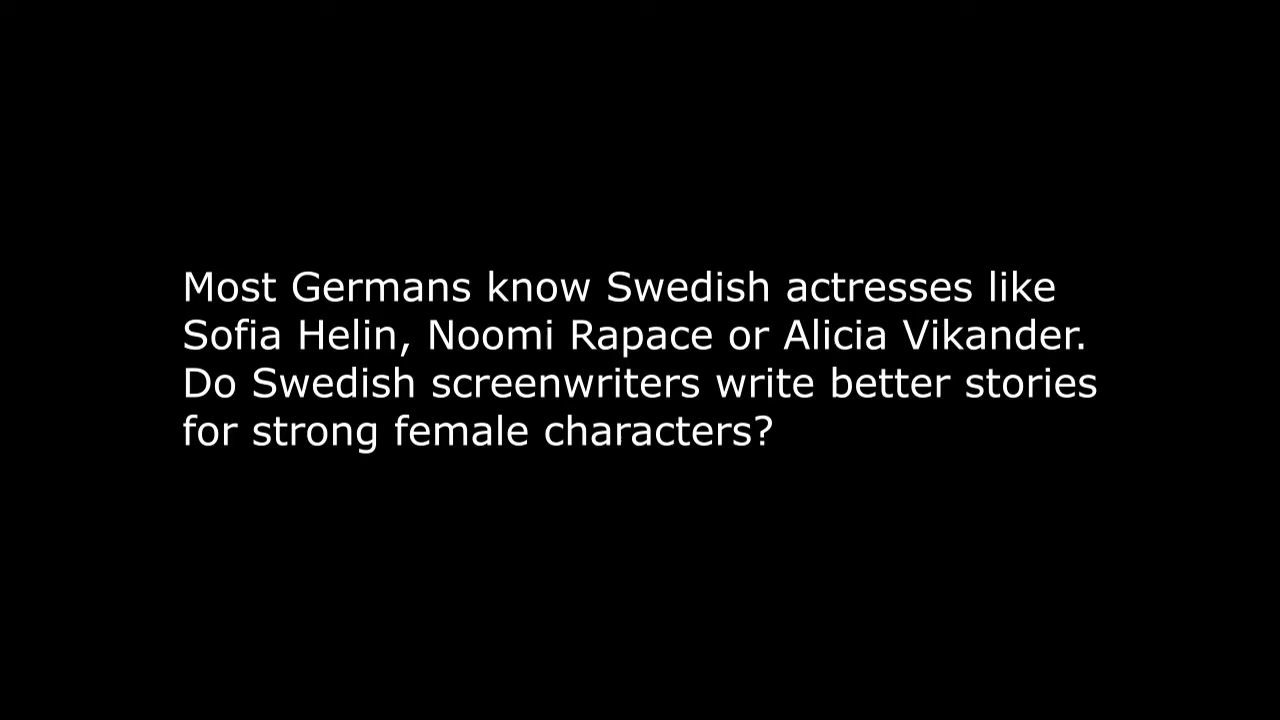 Most Germans know Swedish actresses like
Sofia Helin, Noomi Rapace or Alicia Vikander.
Do Swedish screenwriters write better stories
for strong female characters?